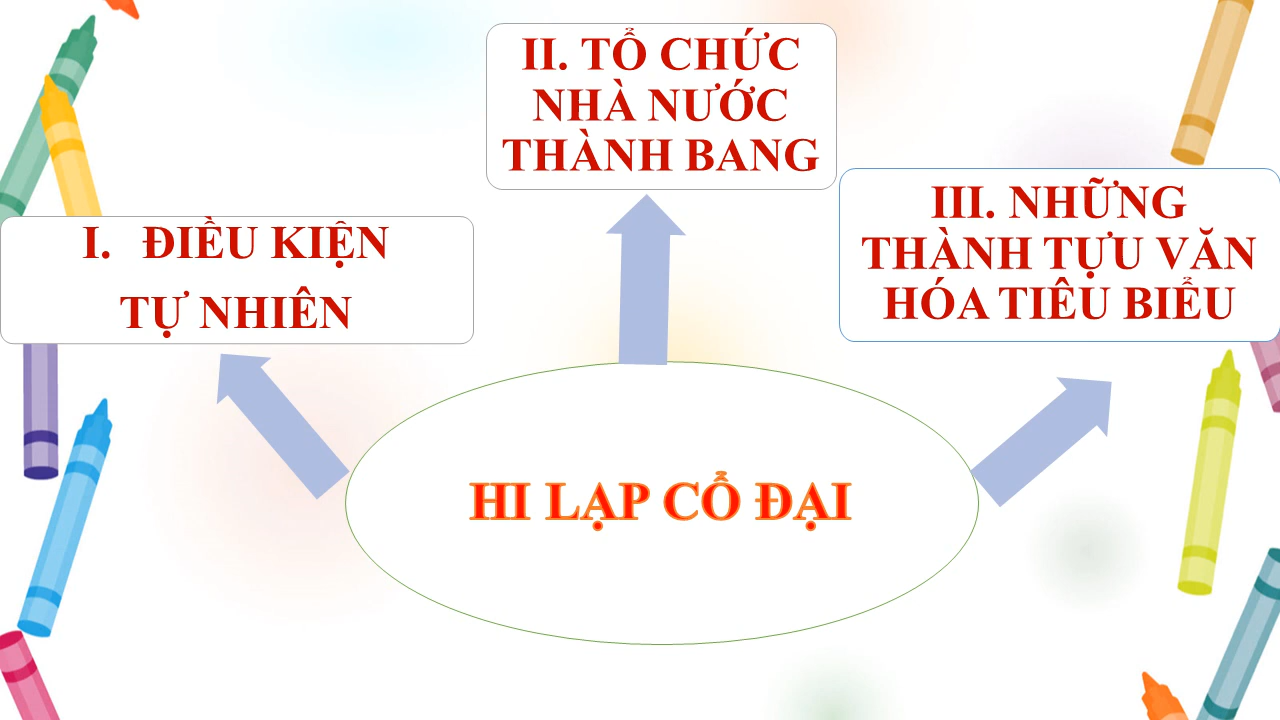 II. TỔ CHỨC
NHÀ NƯỚC
THÀNH BANG
III. NHỮNG
THÀNH TỰU VĂN
HÓA TIÊU BIỂU
I. ĐIỀU KIỆN
TỰ NHIÊN
HI LẠP CỔ ĐẠI